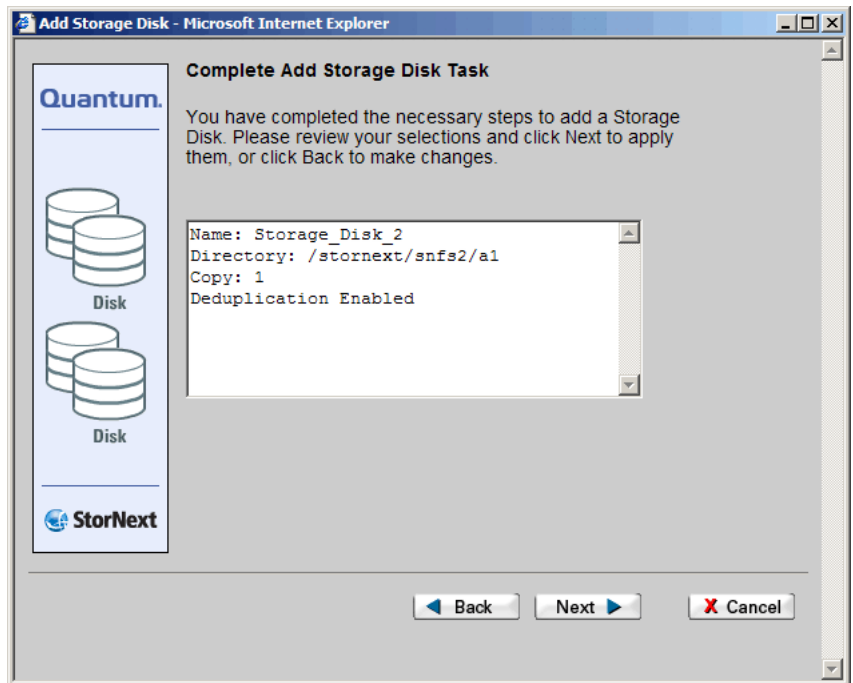 Add Storage Disk - Microsoft Internet Explorer
Quantum.
Disk
Disk
StorNext
Complete Add Storage Disk Task
You have completed the necessary steps to add a Storage
Disk. Please review your selections and click Next to apply
them, or click Back to make changes.
Name: Storage_Disk_2
Directory: /stornext/snfs2/a1
Copy: 1
Deduplication Enabled
Back
Next
X Cancel